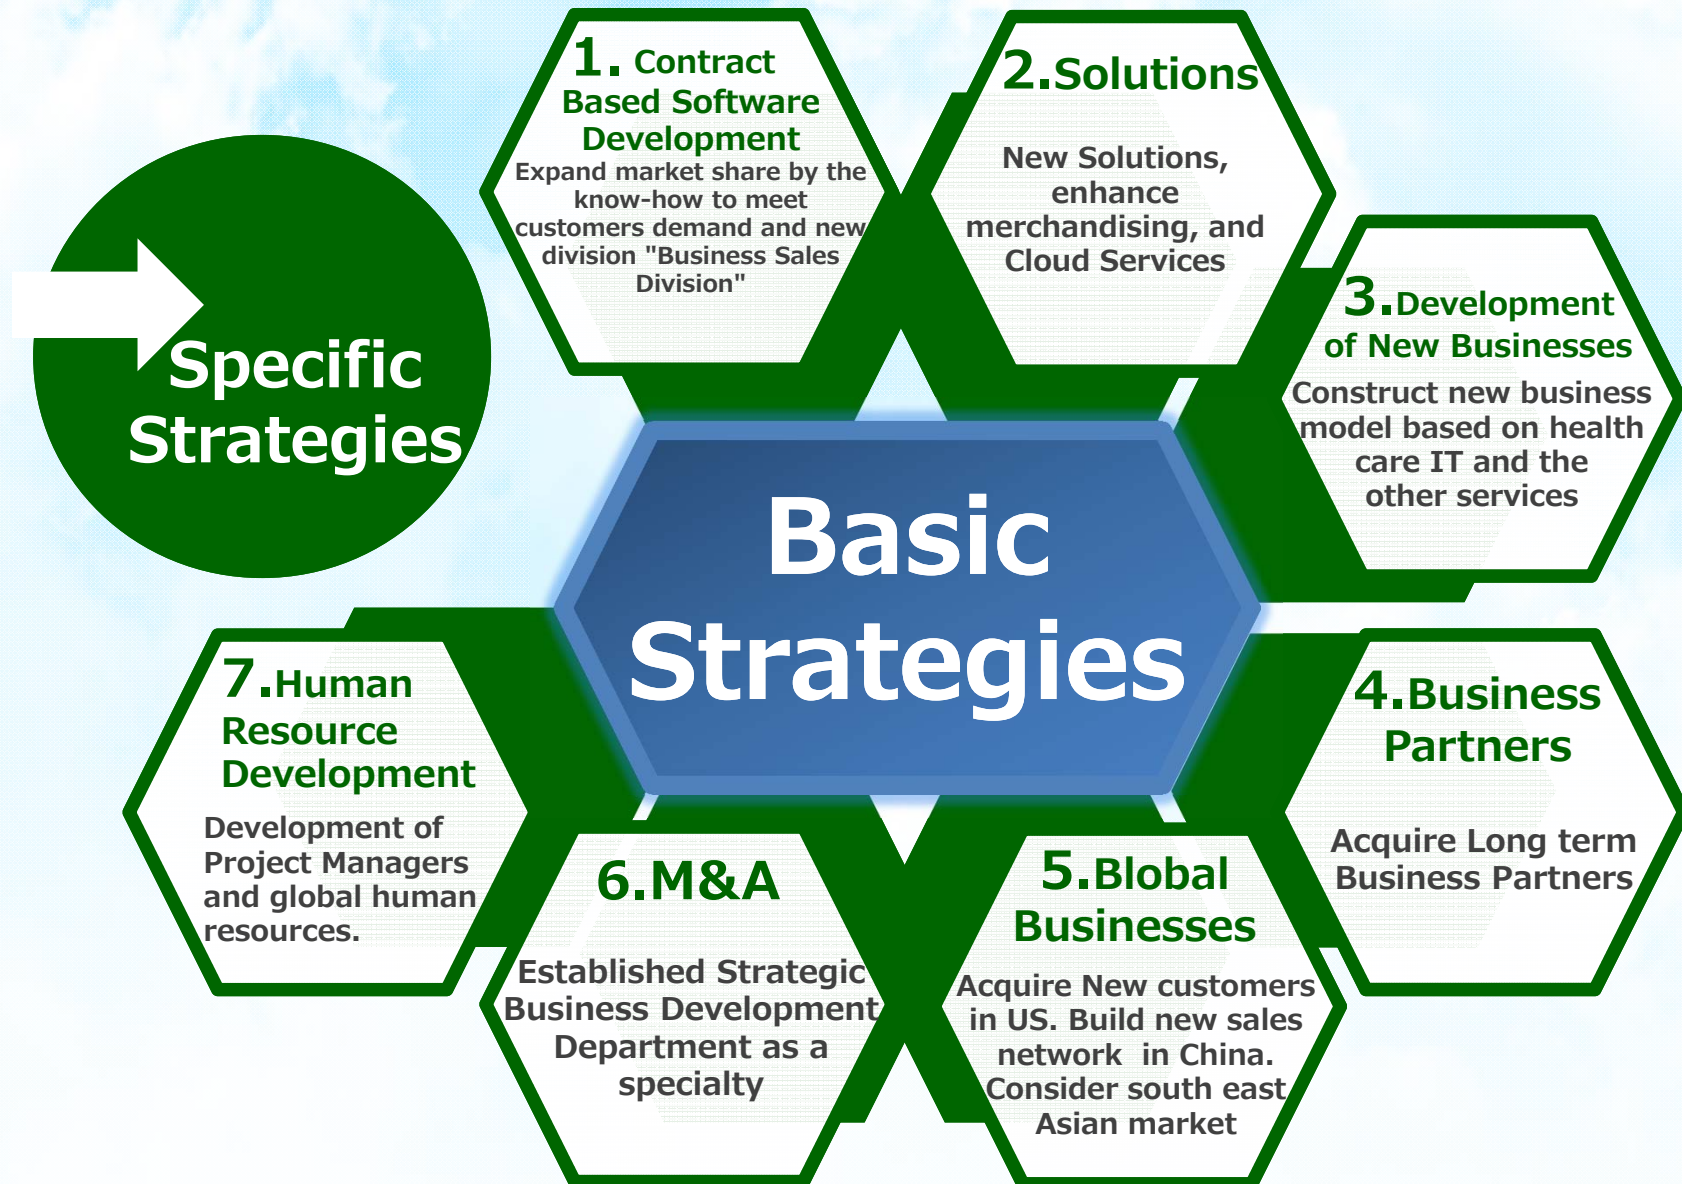 Specific
Strategies
1. Contract
Based Software
Development
Expand market share by the
know-how to meet
customers demand and new
division "Business Sales
Division"
2.Solutions
New Solutions,
enhance
merchandising, and
Cloud Services
3.Development
of New Businesses
Construct new business
model based on health
care IT and the
other services
Basic
Strategies
4.Business
Partners
Acquire Long term
Business Partners
5.Blobal
Businesses
Acquire New customers
in US. Build new sales
network in China.
Consider south east
Asian market
6.M&A
Established Strategic
Business Development
Department as a
specialty
7.Human
Resource
Development
Development of
Project Managers
and global human
resources.